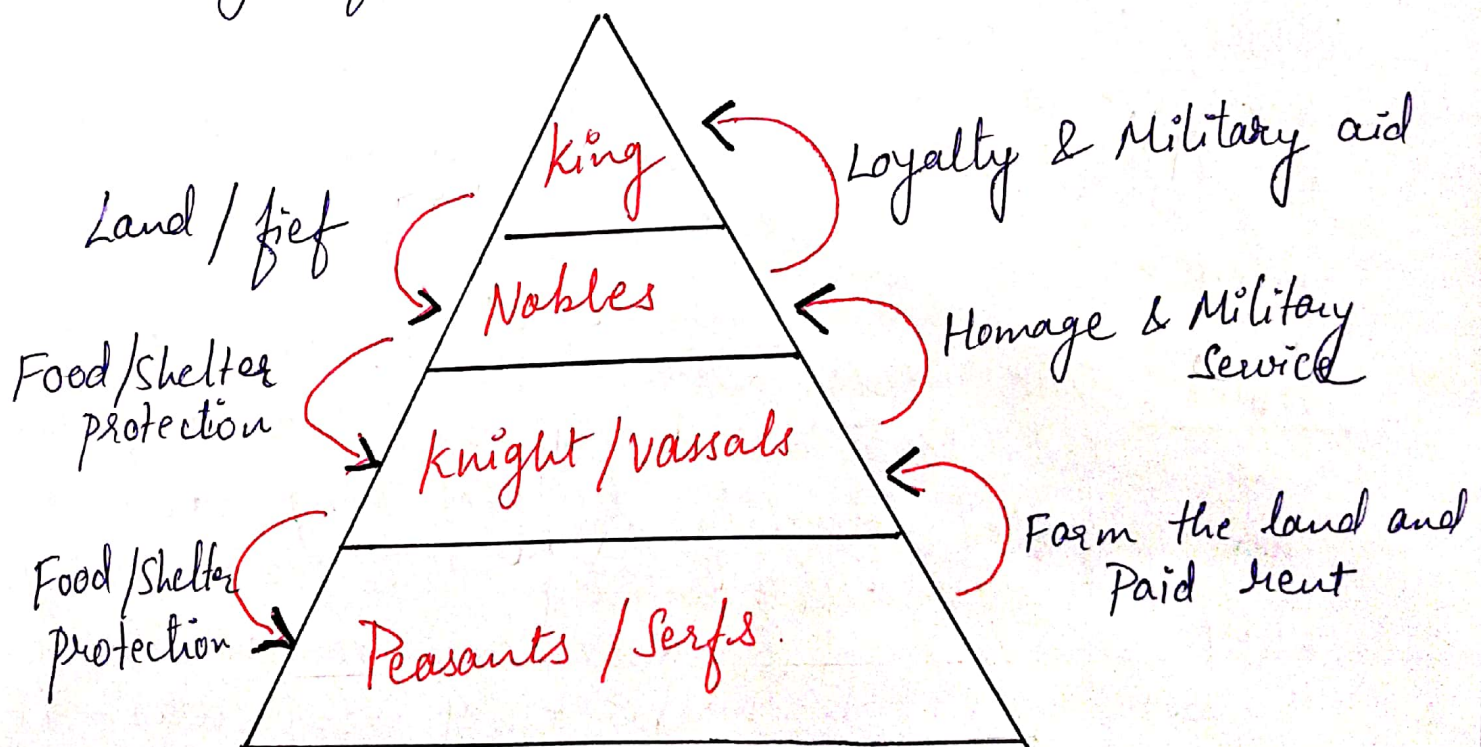 King
Loyalty & Military aid
Land / fief
Nobles
Homage & Military
Service
Food/Shelter
protection
Knight/vassals
Farm the land and
Paid rent
Food/Shelter
protection
Peasants/Serfs.